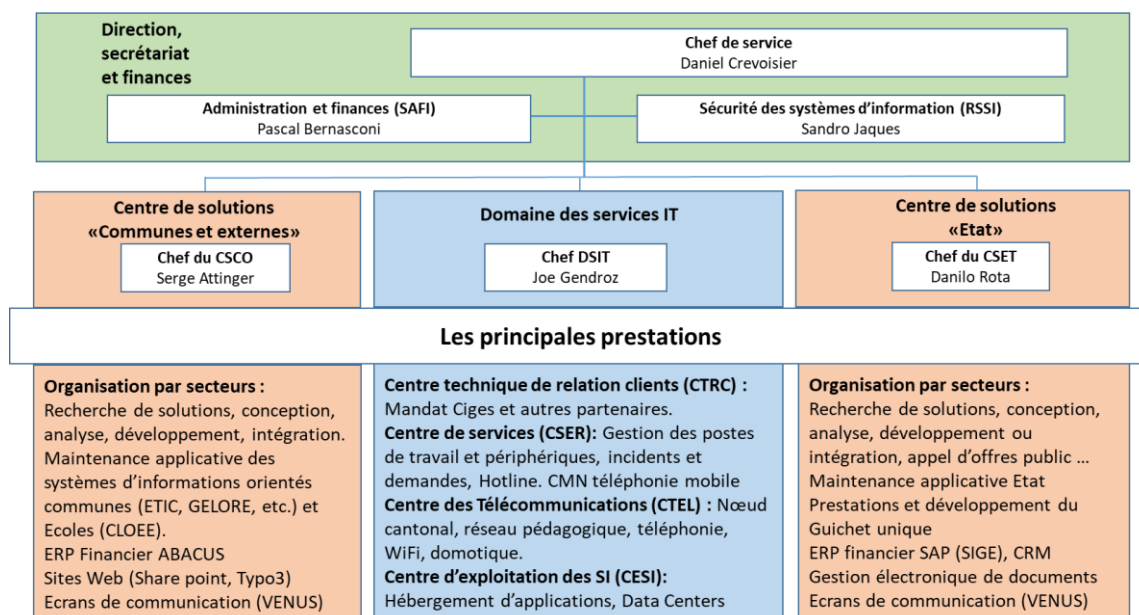 Direction,
secrétariat
et finances
Chef de service
Daniel Crevoisier
Administration et finances (SAFI)
Pascal Bernasconi
Sécurité des systèmes d’information (RSSI)
Sandro Jaques
Centre de solutions
«Communes et externes»
Chef du CSCO
Serge Attinger
Domaine des services IT
Chef DSIT
Joe Gendroz
Centre de solutions
«Etat»
Chef du CSET
Danilo Rota
Les principales prestations
Organisation par secteurs :
Recherche de solutions, conception,
analyse, développement, intégration.
Maintenance applicative des
systèmes d’informations orientés
communes (ETIC, GELORE, etc.) et
Ecoles (CLOEE).
ERP Financier ABACUS
Sites Web (Share point, Typo3)
Ecrans de communication (VENUS)
Centre technique de relation clients (CTRC) :
Mandat Ciges et autres partenaires.
Centre de services (CSER): Gestion des postes
de travail et périphériques, incidents et
demandes, Hotline. CMN téléphonie mobile
Centre des Télécommunications (CTEL) : Nœud
cantonal, réseau pédagogique, téléphonie,
WiFi, domotique.
Centre d’exploitation des SI (CESI):
Hébergement d’applications, Data Centers
Organisation par secteurs :
Recherche de solutions, conception,
analyse, développement ou
intégration, appel d’offres public …
Maintenance applicative Etat
Prestations et développement du
Guichet unique
ERP financier SAP (SIGE), CRM
Gestion électronique de documents
Ecrans de communication (VENUS)